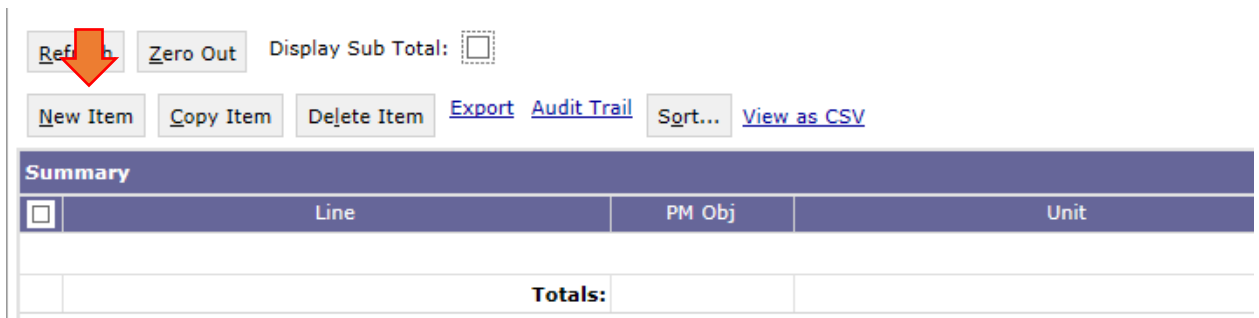 Zero Out Display Sub Total:
New Item Copy Item Delete Item Export Audit Trail Sort... View as CSV
Summary
Line PM Obj Unit
Totals: